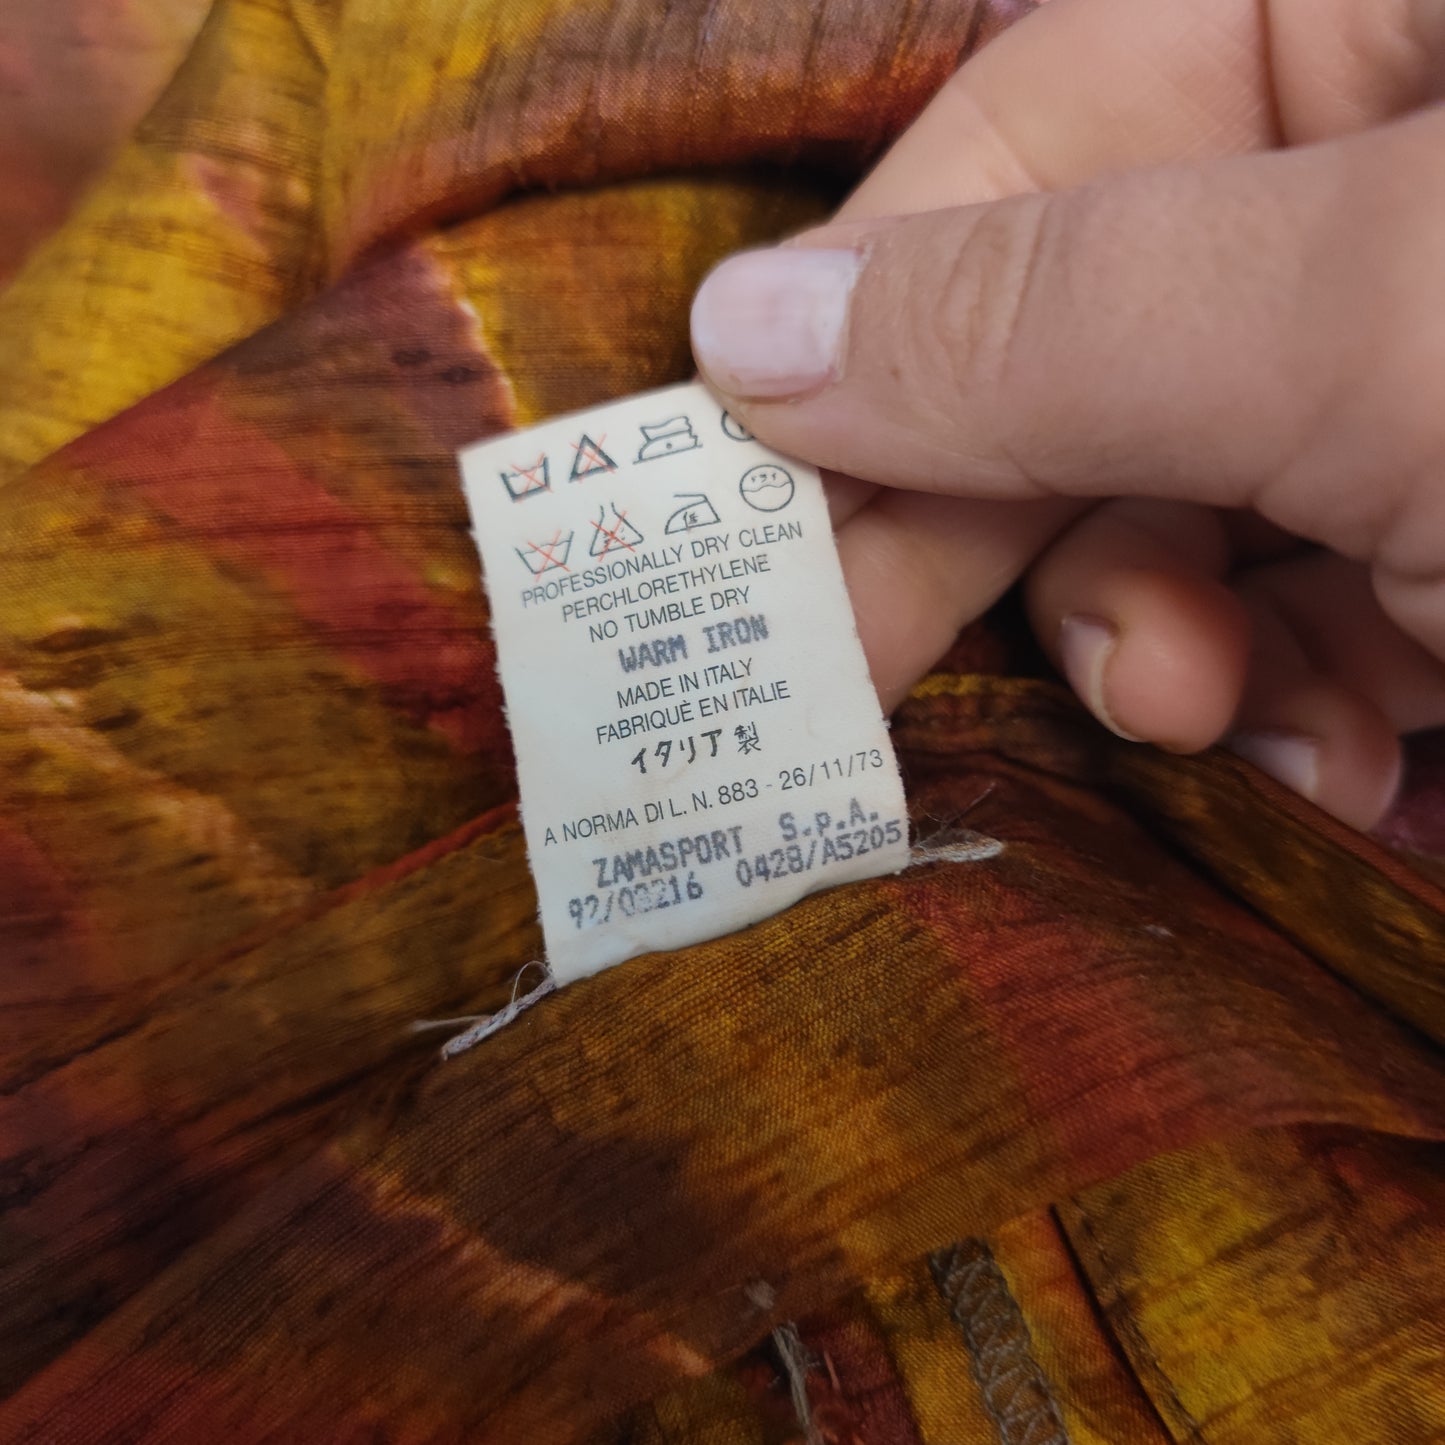 PROFESSIONALLY DRY CLEAN
PERCHLORETHYLENE
NO TUMBLE DRY
WARM IRON
MADE IN ITALY
FABRIQUÈ EN ITALIE
イタリア製
A NORMA DI L. N. 883 - 26/11/73
ZAMASPORT S.p.A.
0428/A5205